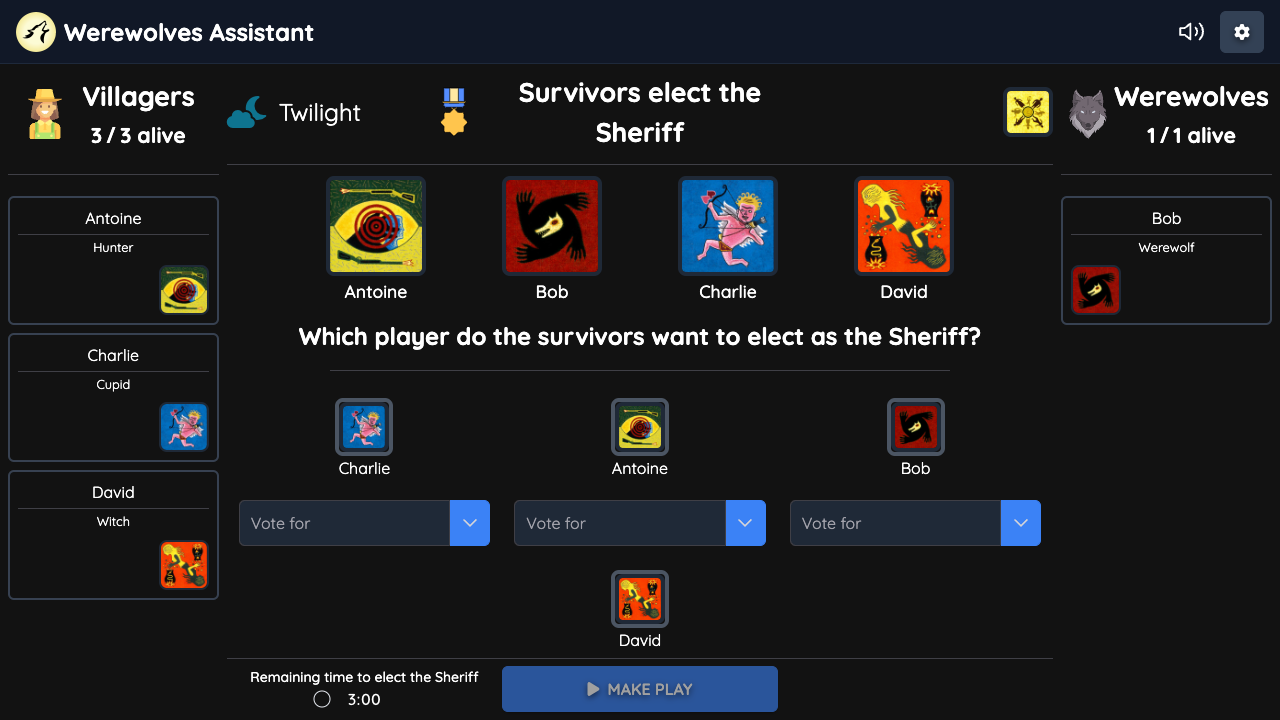 Werewolves Assistant
Villagers
3 / 3 alive
Twilight
Survivors elect the
Sheriff
Werewolves
1 / 1 alive
Antoine
Hunter
Charlie
Cupid
David
Witch
Antoine
Bob
Charlie
David
Which player do the survivors want to elect as the Sheriff?
Charlie
Antoine
Bob
Vote for
Vote for
Vote for
David
Remaining time to elect the Sheriff
3:00
MAKE PLAY
Bob
Werewolf